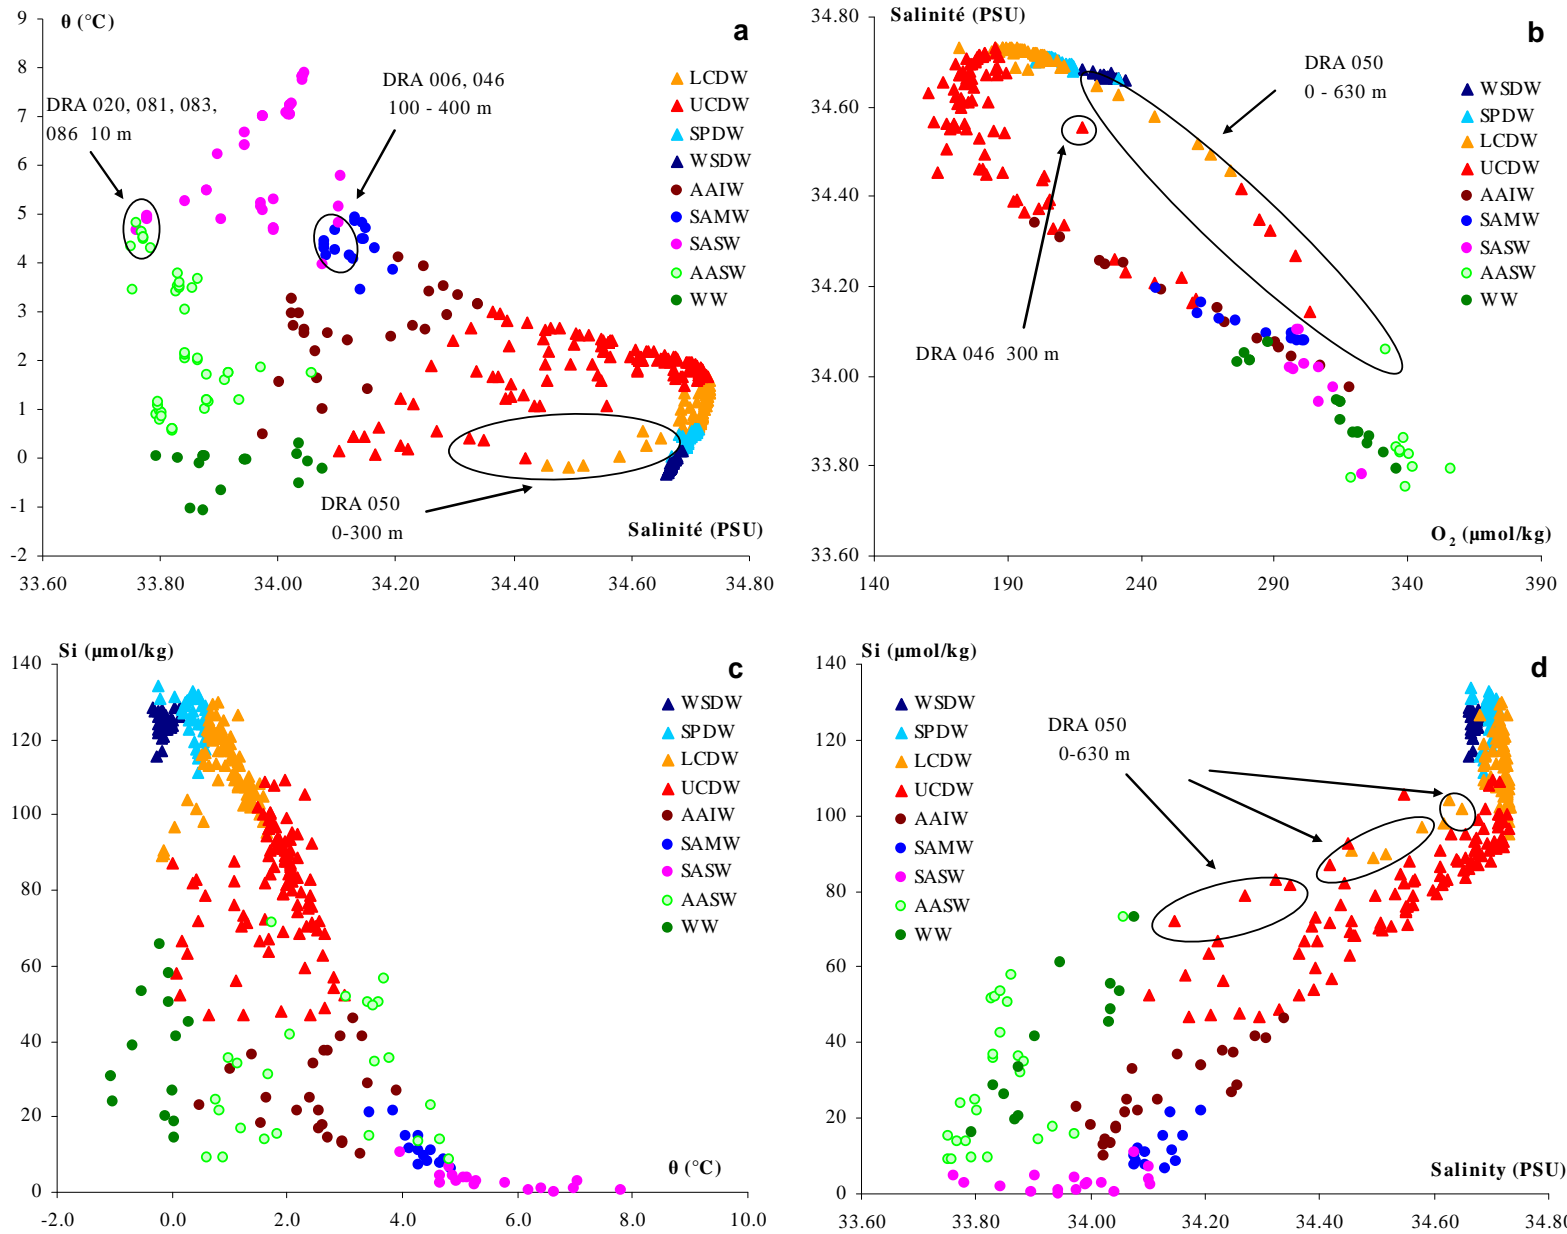 a
θ (°C)
9
8
7
6
5
4
3
2
1
0
-1
-2
33.60
33.80
34.00
34.20
34.40
34.60
34.80
Salinité (PSU)
DRA 020, 081, 083,
086 10 m
DRA 006, 046
100 - 400 m
DRA 050
0-300 m
LCDW
UCDW
SPDW
WSDW
AAIW
SAMW
SASW
AASW
WW
b
Salinité (PSU)
34.80
34.60
34.40
34.20
34.00
33.80
33.60
140
190
240
290
340
390
O2 (µmol/kg)
DRA 050
0 - 630 m
DRA 046 300 m
WSDW
SPDW
LCDW
UCDW
AAIW
SAMW
SASW
AASW
WW
c
Si (µmol/kg)
140
120
100
80
60
40
20
0
-2.0
0.0
2.0
4.0
6.0
8.0
10.0
θ (°C)
WSDW
SPDW
LCDW
UCDW
AAIW
SAMW
SASW
AASW
WW
d
Si (µmol/kg)
140
120
100
80
60
40
20
0
33.60
33.80
34.00
34.20
34.40
34.60
34.80
Salinity (PSU)
DRA 050
0-630 m
WSDW
SPDW
LCDW
UCDW
AAIW
SAMW
SASW
AASW
WW